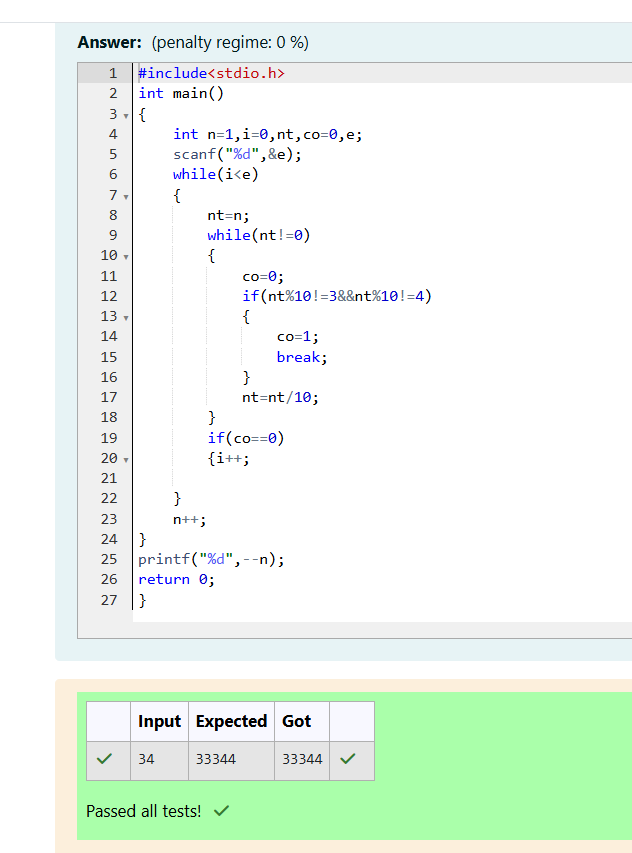 Answer: (penalty regime: 0 %)
1 #include<stdio.h>
2 int main()
3 {
4     int n=1,i=0,nt,co=0,e;
5     scanf("%d",&e);
6     while(i<e)
7     {
8         nt=n;
9         while(nt!=0)
10         {
11             co=0;
12             if(nt%10!=3&&nt%10!=4)
13             {
14                 co=1;
15                 break;
16             }
17             nt=nt/10;
18         }
19         if(co==0)
20         {i++;
21
22     }
23     n++;
24 }
25 printf("%d",--n);
26 return 0;
27 }
Input Expected Got
34 33344 33344
Passed all tests!